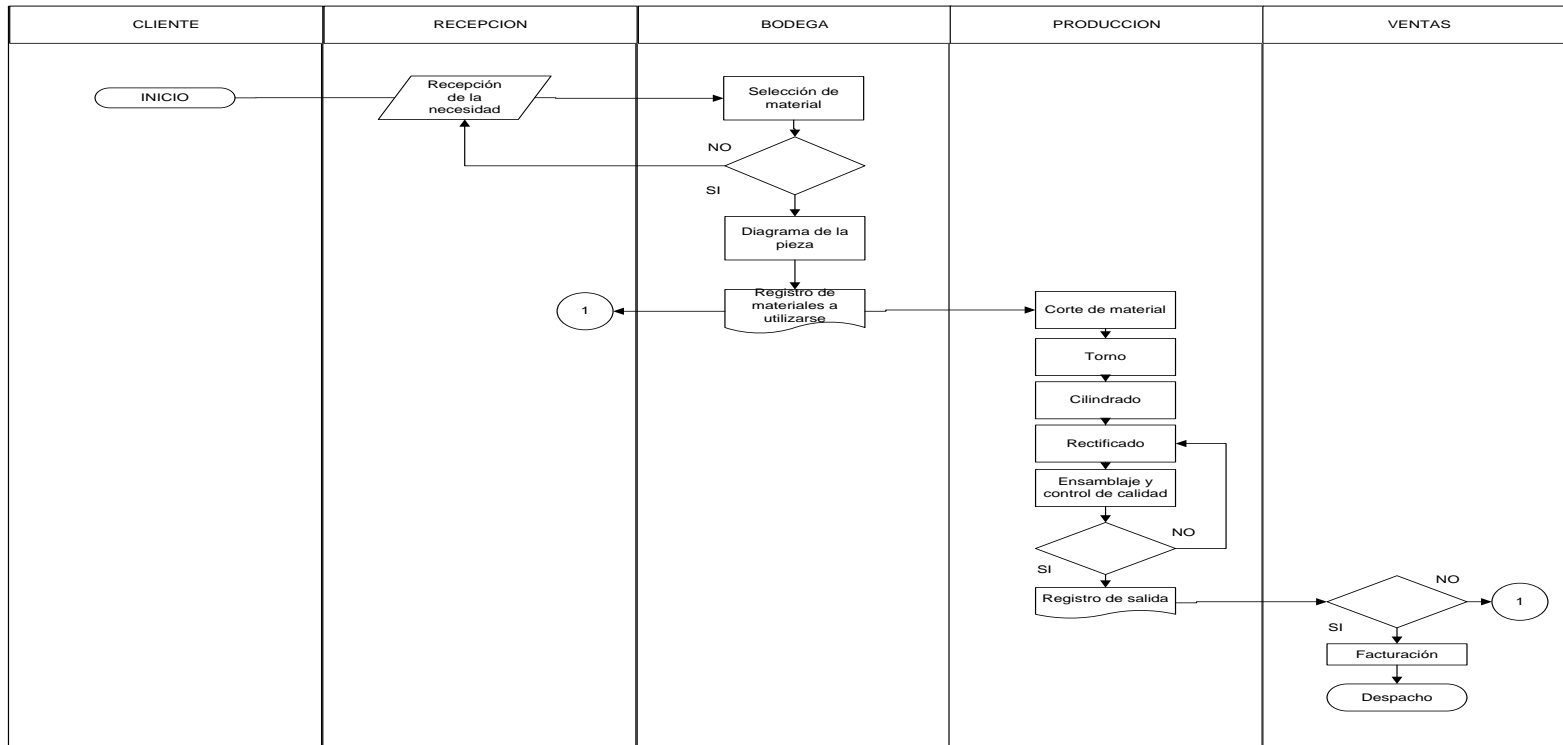 CLIENTE
RECEPCION
BODEGA
PRODUCCION
VENTAS
INICIO
Recepción
de la
necesidad
Selección de
material
NO
SI
Diagrama de la
pieza
1
Registro de
materiales a
utilizarse
Corte de material
Torno
Cilindrado
Rectificado
Ensamblaje y
control de calidad
NO
SI
Registro de salida
NO
1
SI
Facturación
Despacho